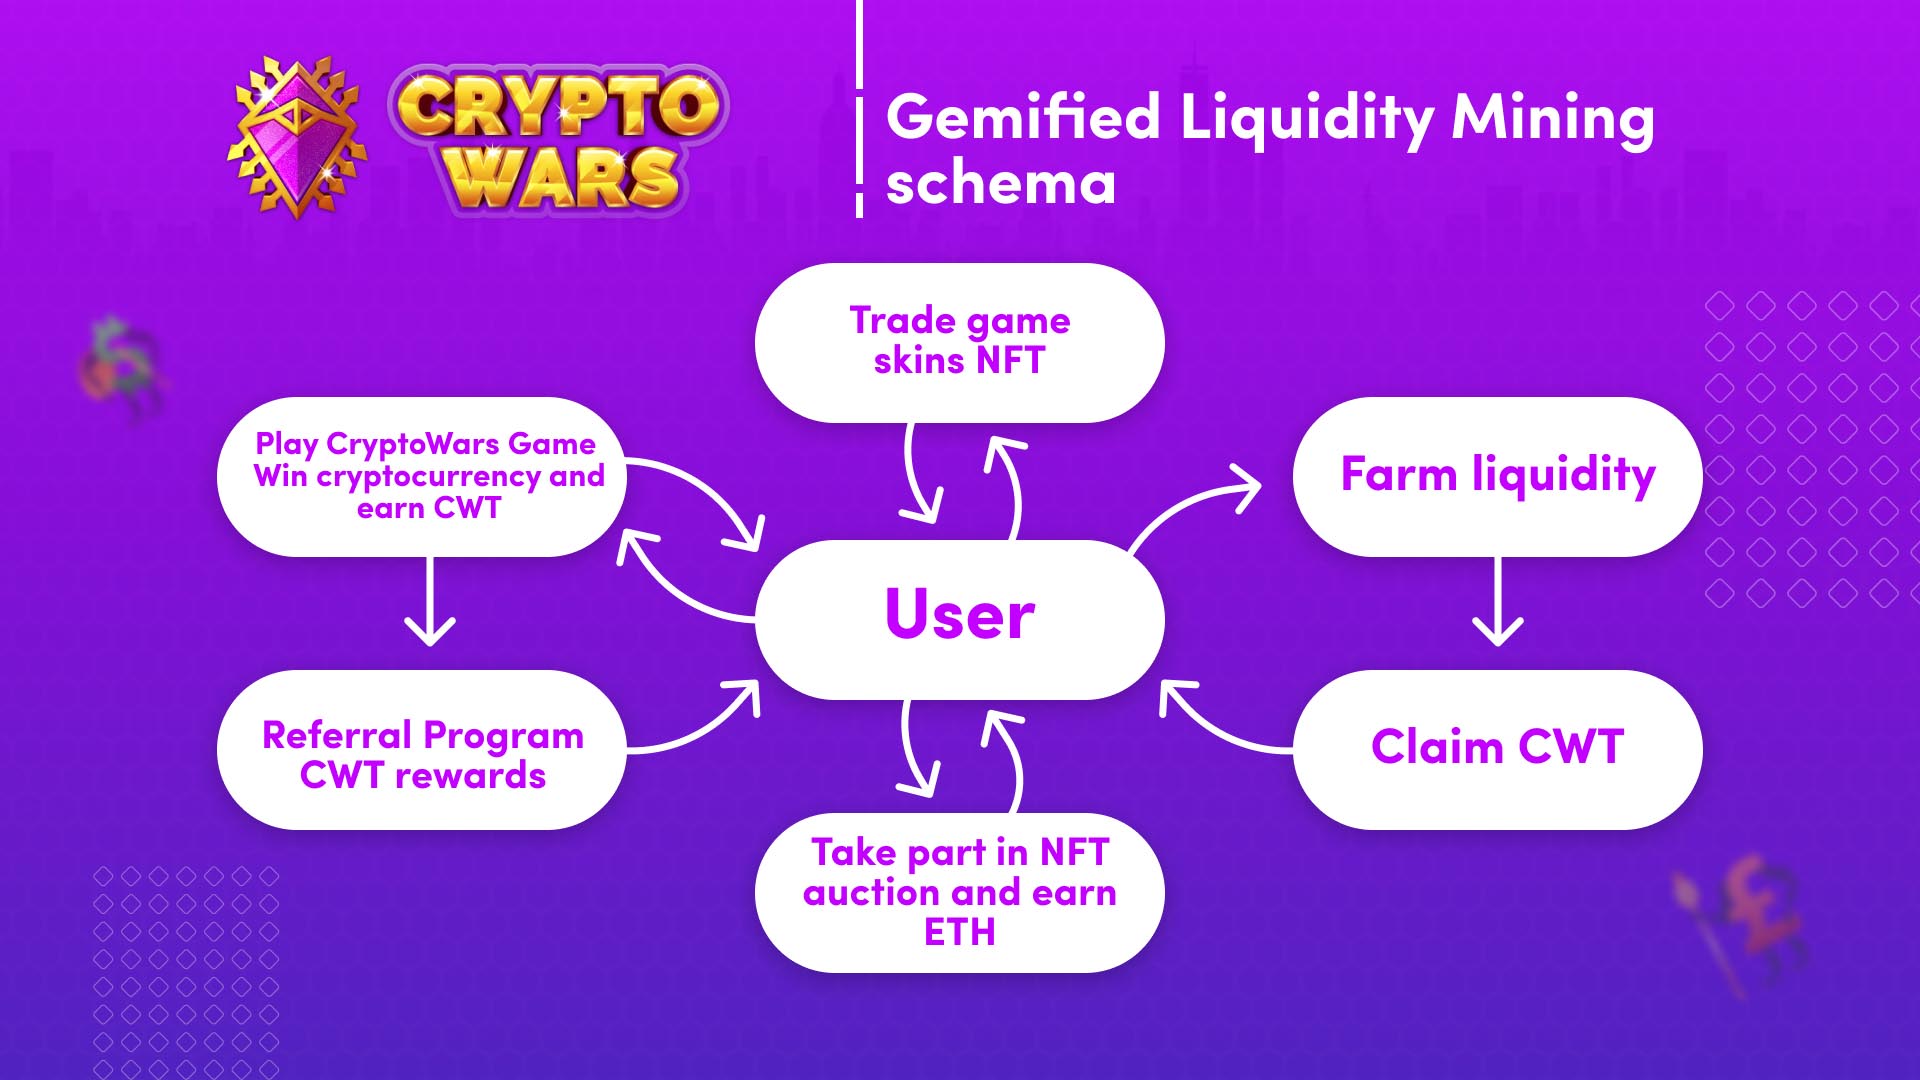 CRYPTO
WARS
Gemified Liquidity Mining
schema
Trade game
skins NFT
Play CryptoWars Game
Win cryptocurrency and
earn CWT
Farm liquidity
User
Referral Program
CWT rewards
Claim CWT
Take part in NFT
auction and earn
ETH